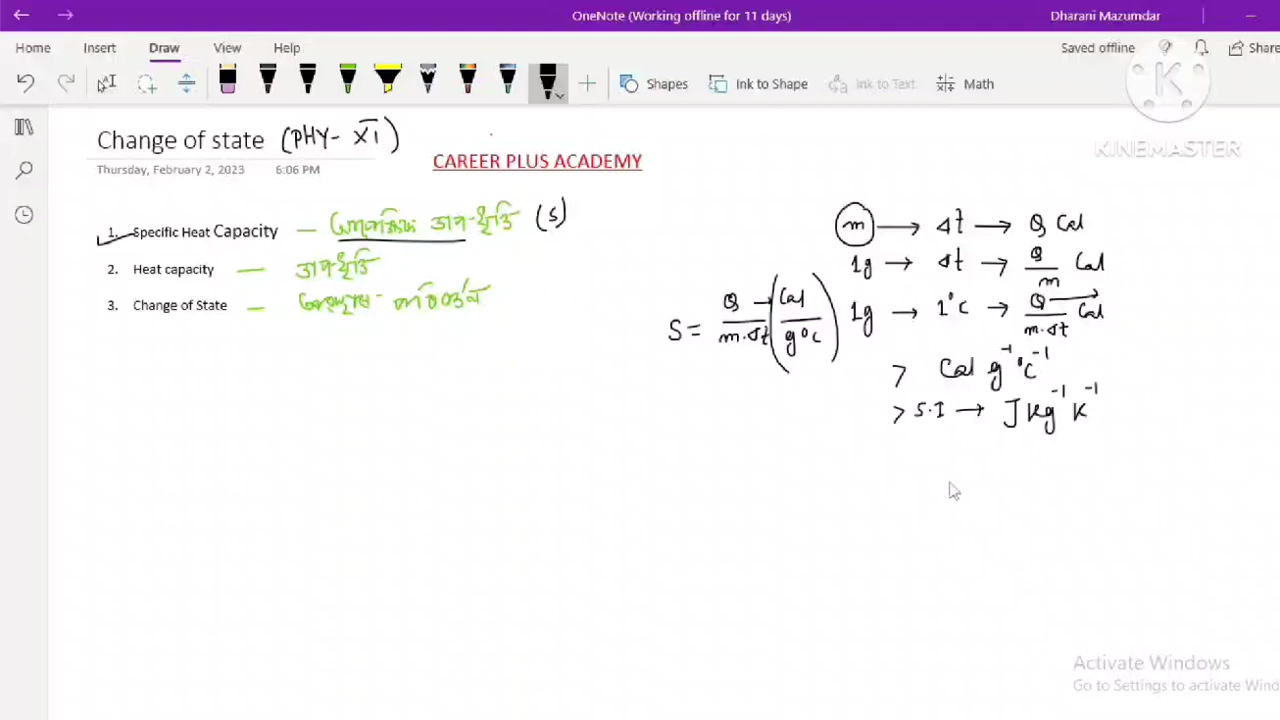 OneNote (Working offline for 11 days)
Dharani Mazumdar
Home Insert Draw View Help
Saved offline
Share
Shapes Ink to Shape Ink to Text Math
K
KINEMASTER
Change of state (PHY- XI)
Thursday, February 2, 2023 6:06 PM
CAREER PLUS ACADEMY
1. Specific Heat Capacity — আপেক্ষিক তাপ-ধৃতি (S)
2. Heat capacity — তাপ-ধৃতি
3. Change of State —
m → Δt → Q Cal
1g → Δt → Q/m Cal
1g → 1°C → Q/m.Δt Cal
S = Q/m.Δt → (Cal/g°C)
> Cal g⁻¹ °C⁻¹
> S.I → J Kg⁻¹ K⁻¹
Activate Windows
Go to Settings to activate Wind